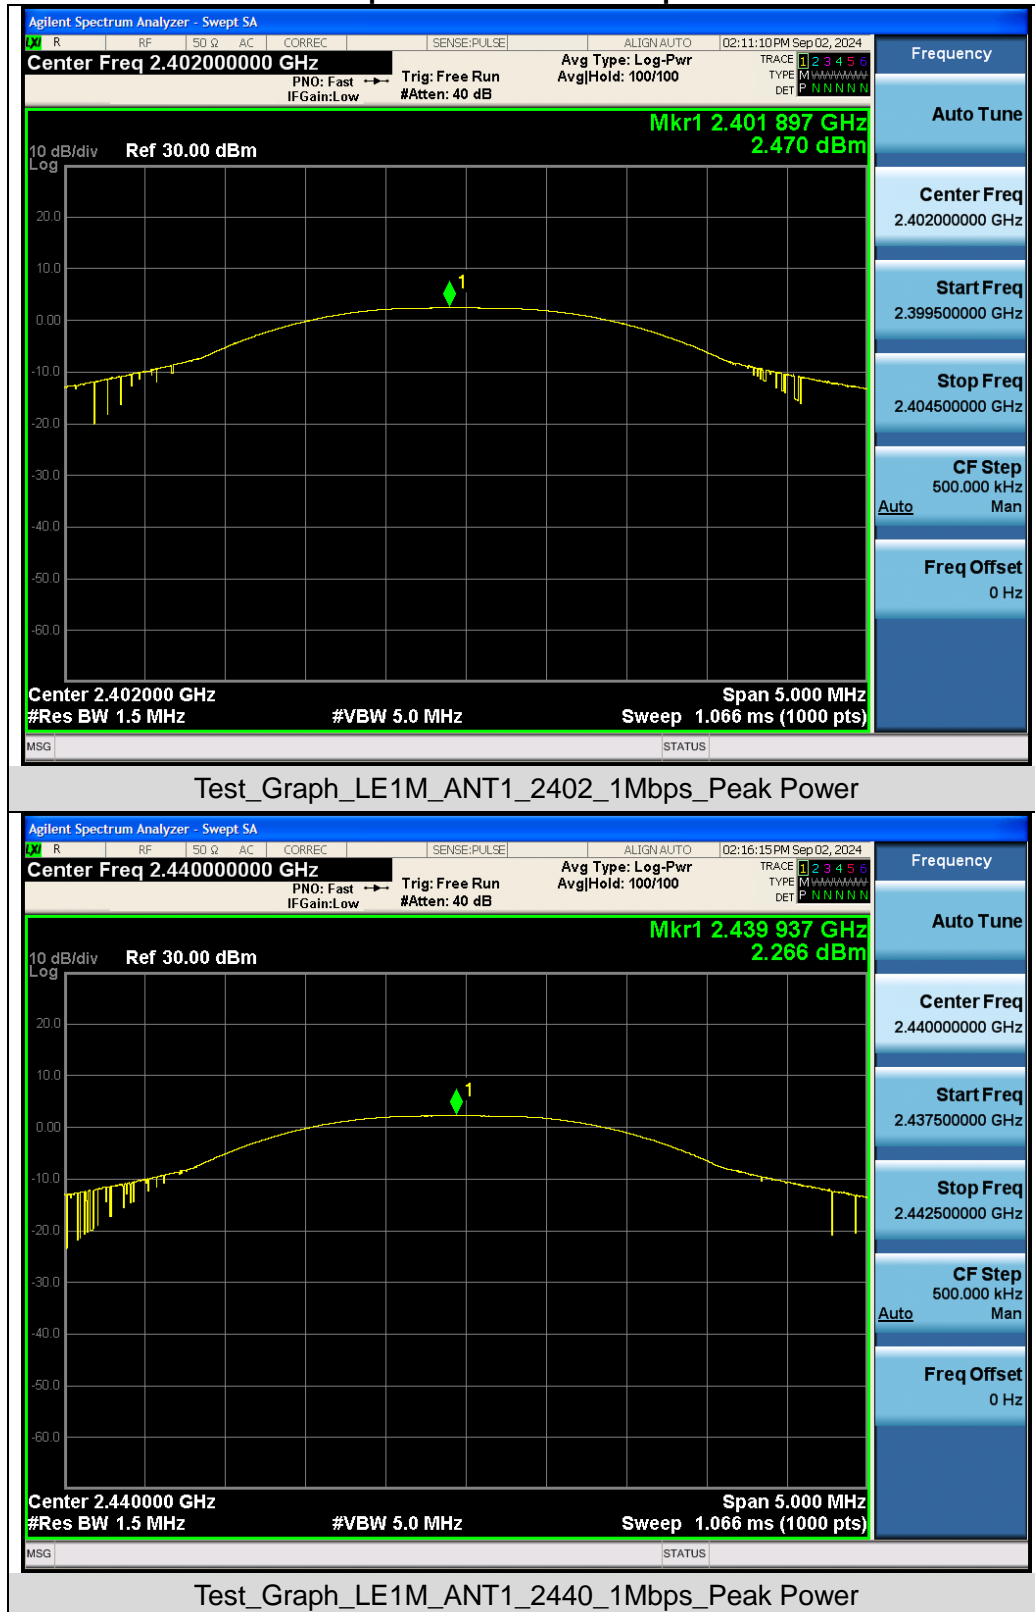 Agilent Spectrum Analyzer - Swept SA
LXI R RF 50 Ω AC CORREC SENSE:PULSE ALIGN AUTO 02:11:10 PM Sep 02, 2024
Center Freq 2.402000000 GHz
PNO: Fast
IFGain:Low
Trig: Free Run
#Atten: 40 dB
Avg Type: Log-Pwr
Avg|Hold: 100/100
TRACE 1 2 3 4 5 6
TYPE M WWWWW
DET P N N N N N
Mkr1 2.401 897 GHz
2.470 dBm
10 dB/div Ref 30.00 dBm
Log
20.0
10.0
1
0.00
-10.0
-20.0
-30.0
-40.0
-50.0
-60.0
Center 2.402000 GHz Span 5.000 MHz
#Res BW 1.5 MHz #VBW 5.0 MHz Sweep 1.066 ms (1000 pts)
MSG STATUS
Frequency
Auto Tune
Center Freq
2.402000000 GHz
Start Freq
2.399500000 GHz
Stop Freq
2.404500000 GHz
CF Step
500.000 kHz
Auto Man
Freq Offset
0 Hz
Test_Graph_LE1M_ANT1_2402_1Mbps_Peak Power
Agilent Spectrum Analyzer - Swept SA
LXI R RF 50 Ω AC CORREC SENSE:PULSE ALIGN AUTO 02:16:15 PM Sep 02, 2024
Center Freq 2.440000000 GHz
PNO: Fast
IFGain:Low
Trig: Free Run
#Atten: 40 dB
Avg Type: Log-Pwr
Avg|Hold: 100/100
TRACE 1 2 3 4 5 6
TYPE M WWWWW
DET P N N N N N
Mkr1 2.439 937 GHz
2.266 dBm
10 dB/div Ref 30.00 dBm
Log
20.0
10.0
1
0.00
-10.0
-20.0
-30.0
-40.0
-50.0
-60.0
Center 2.440000 GHz Span 5.000 MHz
#Res BW 1.5 MHz #VBW 5.0 MHz Sweep 1.066 ms (1000 pts)
MSG STATUS
Frequency
Auto Tune
Center Freq
2.440000000 GHz
Start Freq
2.437500000 GHz
Stop Freq
2.442500000 GHz
CF Step
500.000 kHz
Auto Man
Freq Offset
0 Hz
Test_Graph_LE1M_ANT1_2440_1Mbps_Peak Power